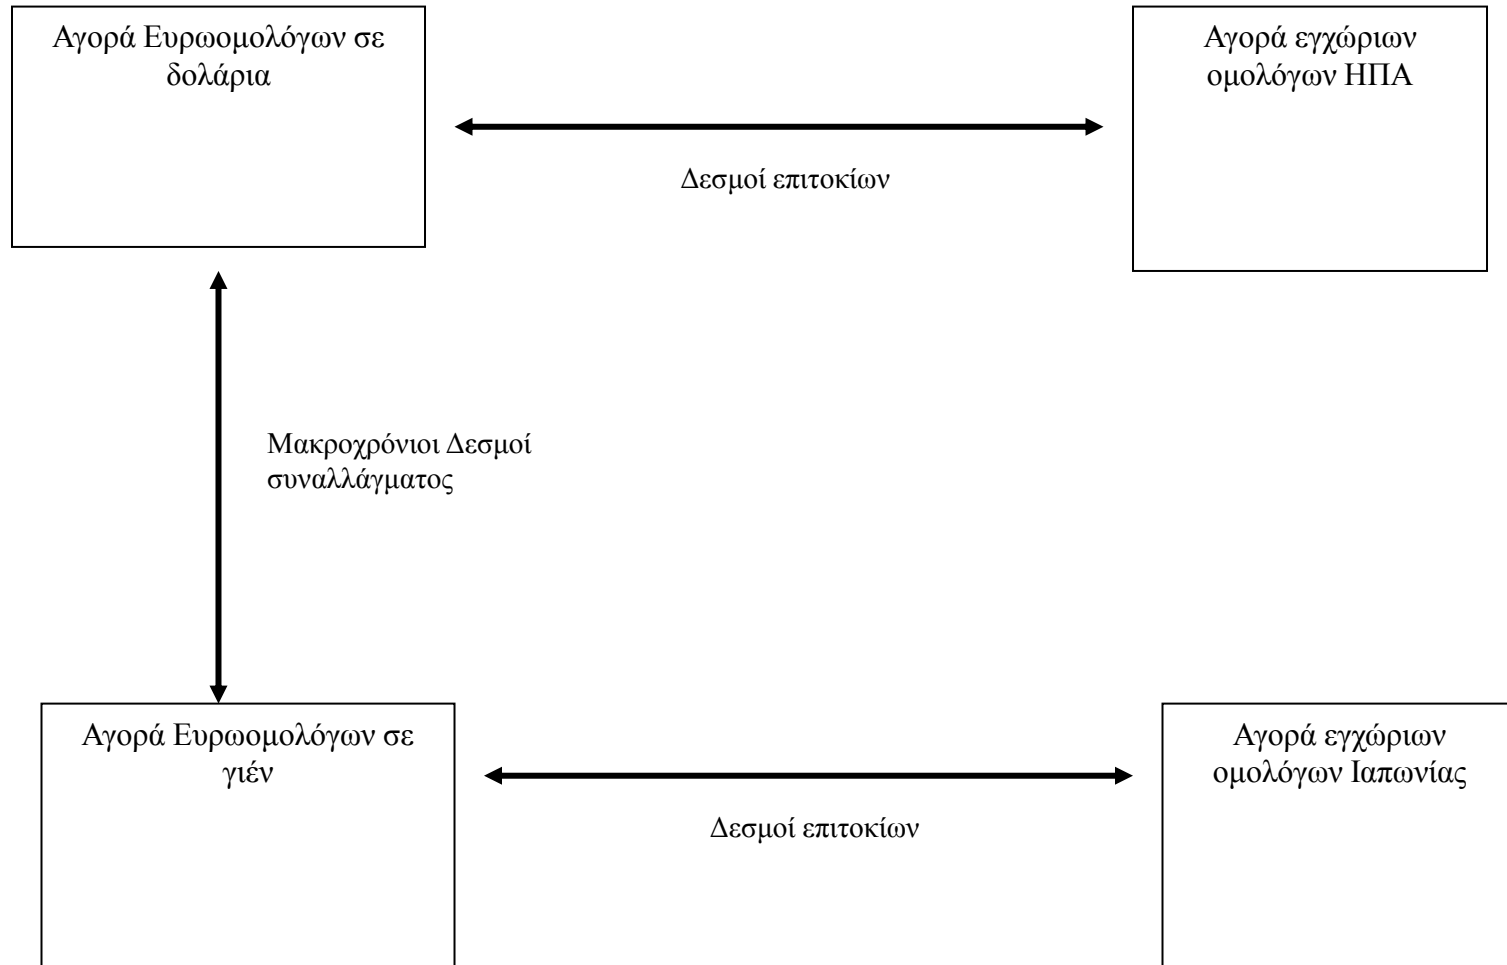 Αγορά Ευρωομολόγων σε
δολάρια
Αγορά εγχώριων
ομολόγων ΗΠΑ
Δεσμοί επιτοκίων
Μακροχρόνιοι Δεσμοί
συναλλάγματος
Αγορά Ευρωομολόγων σε
γιέν
Αγορά εγχώριων
ομολόγων Ιαπωνίας
Δεσμοί επιτοκίων